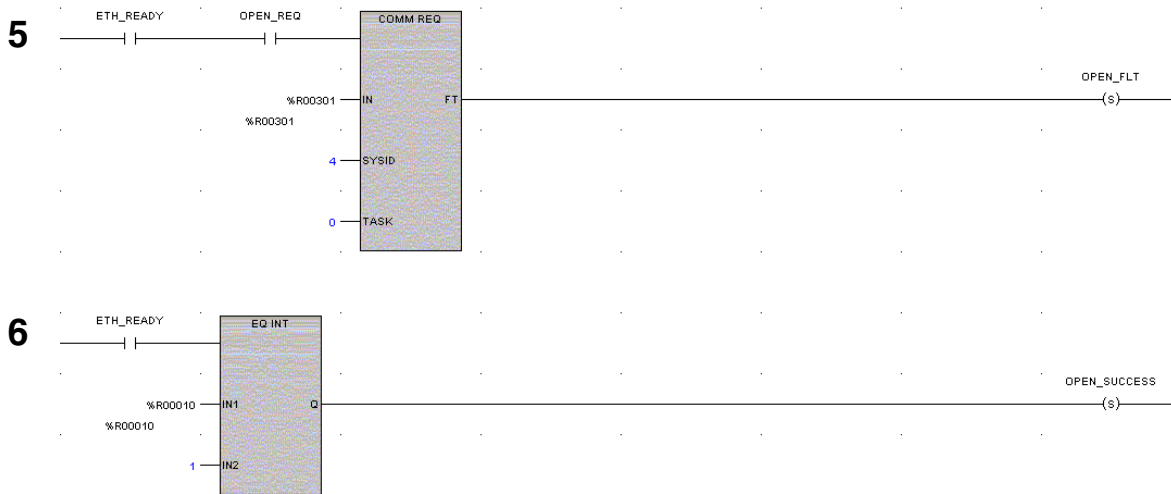 5
ETH_READY
OPEN_REQ
COMM REQ
OPEN_FLT
(S)
%R00301
IN
FT
%R00301
4
SYSID
0
TASK
6
ETH_READY
EQ INT
OPEN_SUCCESS
(S)
%R00010
IN1
Q
%R00010
1
IN2